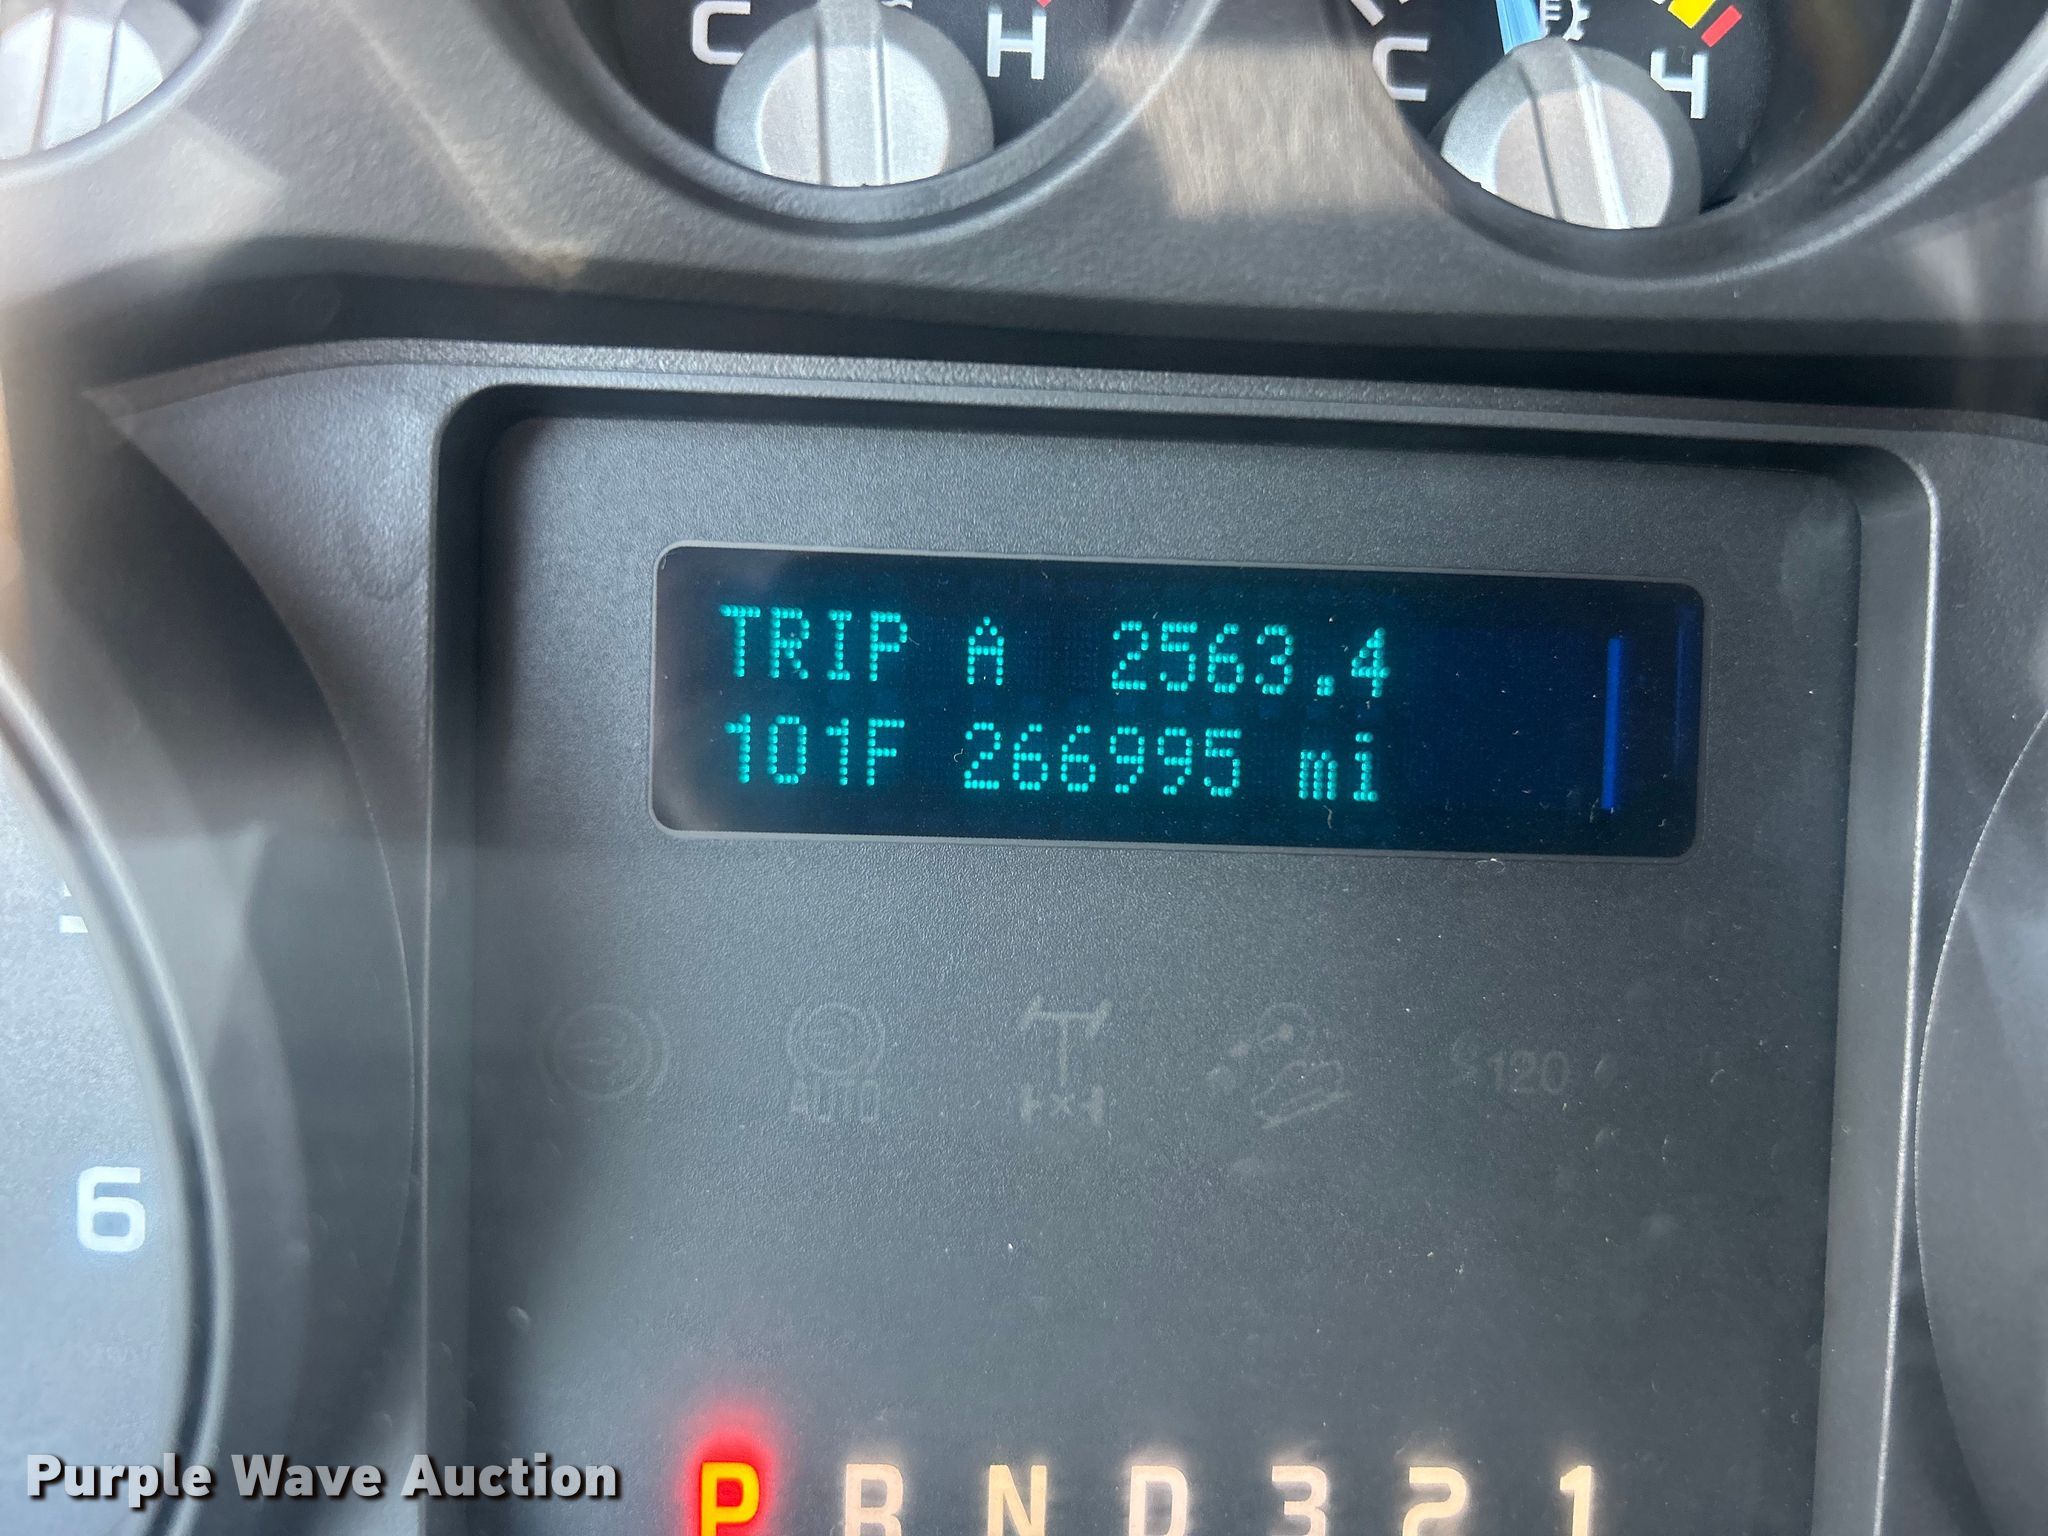 C H C H
TRIP A 2563.4
101F 266995 mi
AUTO 120
6
P R N D 3 2 1
Purple Wave Auction